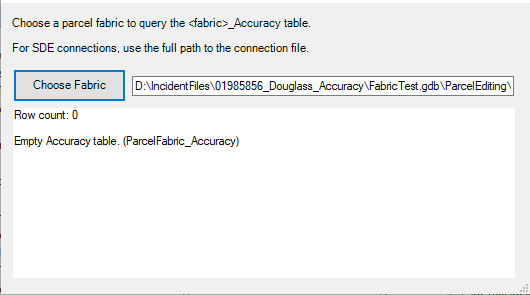 Choose a parcel fabric to query the <fabric>_Accuracy table.
For SDE connections, use the full path to the connection file.
Choose Fabric
D:\IncidentFiles\01985856_Douglass_Accuracy\FabricTest.gdb\ParcelEditing\
Row count: 0
Empty Accuracy table. (ParcelFabric_Accuracy)